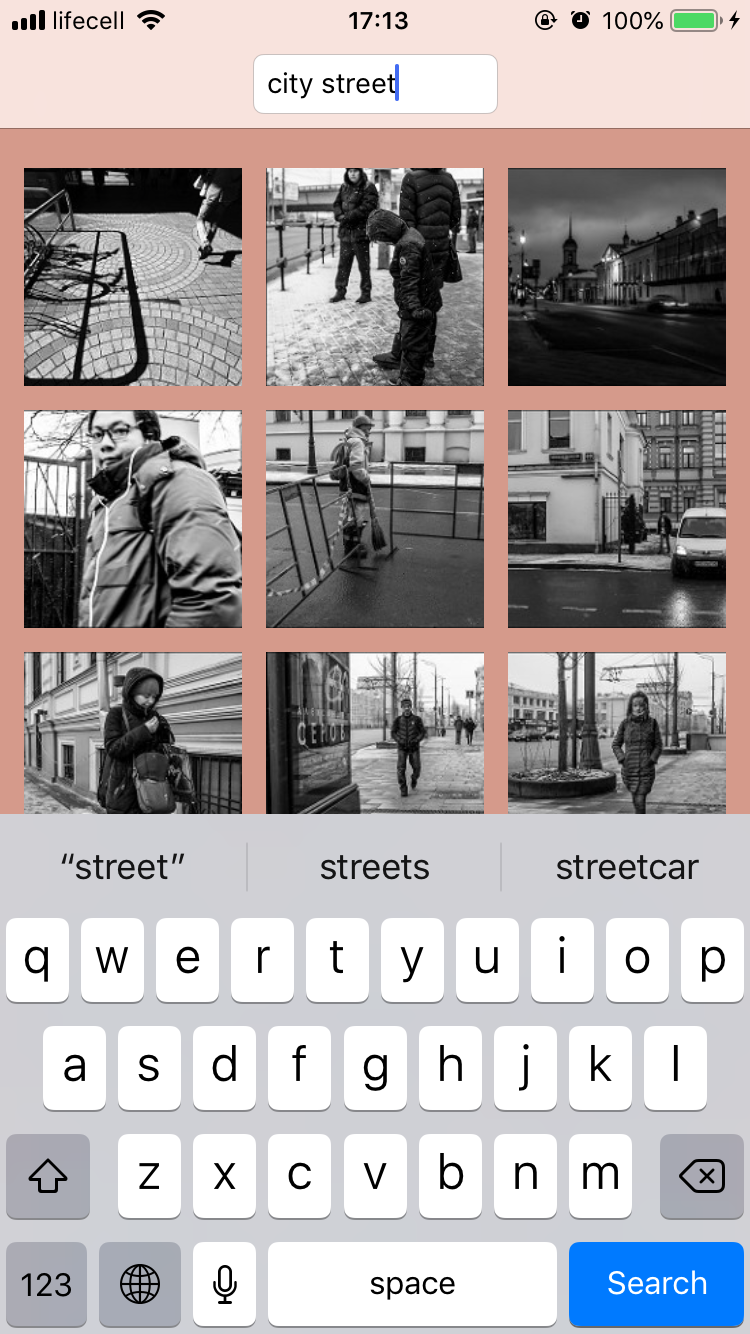 lifecell 17:13 100%
city street
“street” streets streetcar
q w e r t y u i o p
a s d f g h j k l
z x c v b n m
123 space Search